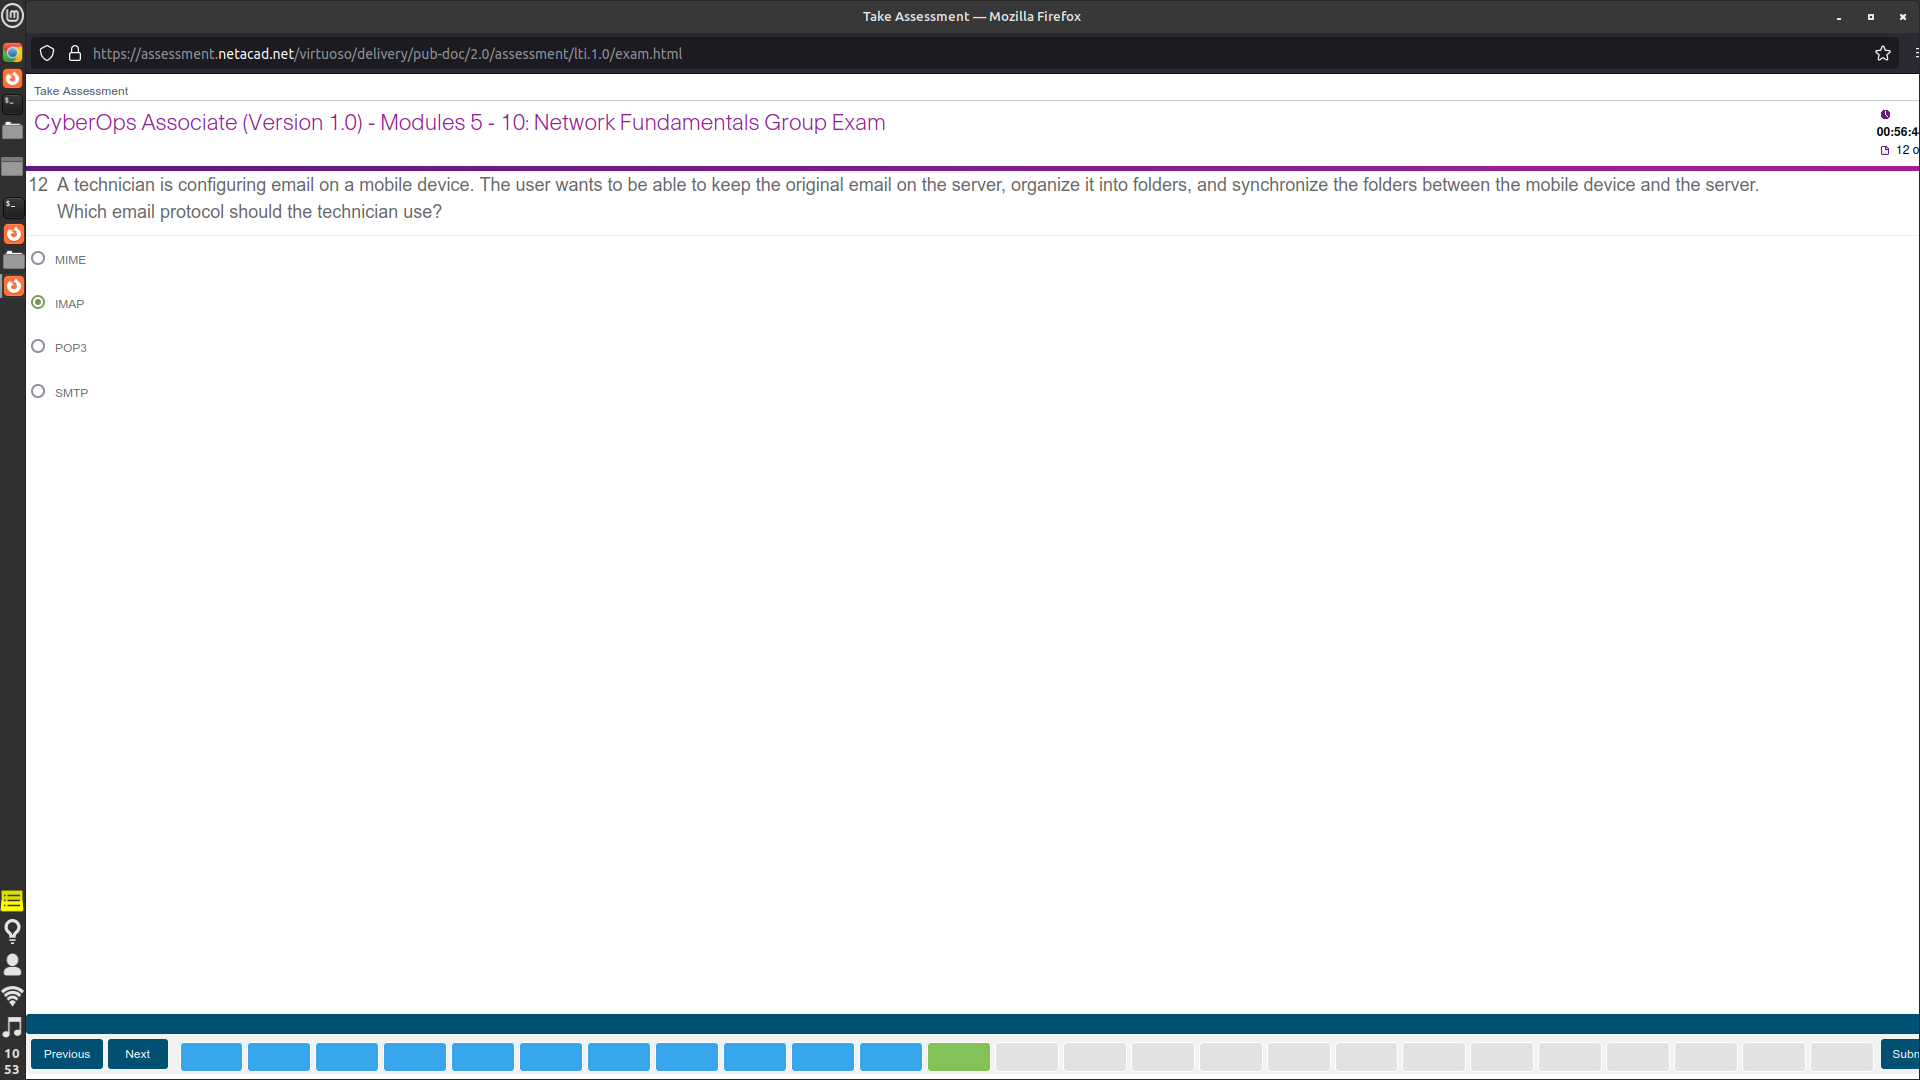 Take Assessment — Mozilla Firefox
https://assessment.netacad.net/virtuoso/delivery/pub-doc/2.0/assessment/lti.1.0/exam.html
Take Assessment
CyberOps Associate (Version 1.0) - Modules 5 - 10: Network Fundamentals Group Exam
00:56:4
12 o
12 A technician is configuring email on a mobile device. The user wants to be able to keep the original email on the server, organize it into folders, and synchronize the folders between the mobile device and the server.
Which email protocol should the technician use?
MIME
IMAP
POP3
SMTP
Previous
Next
Subm
10
53